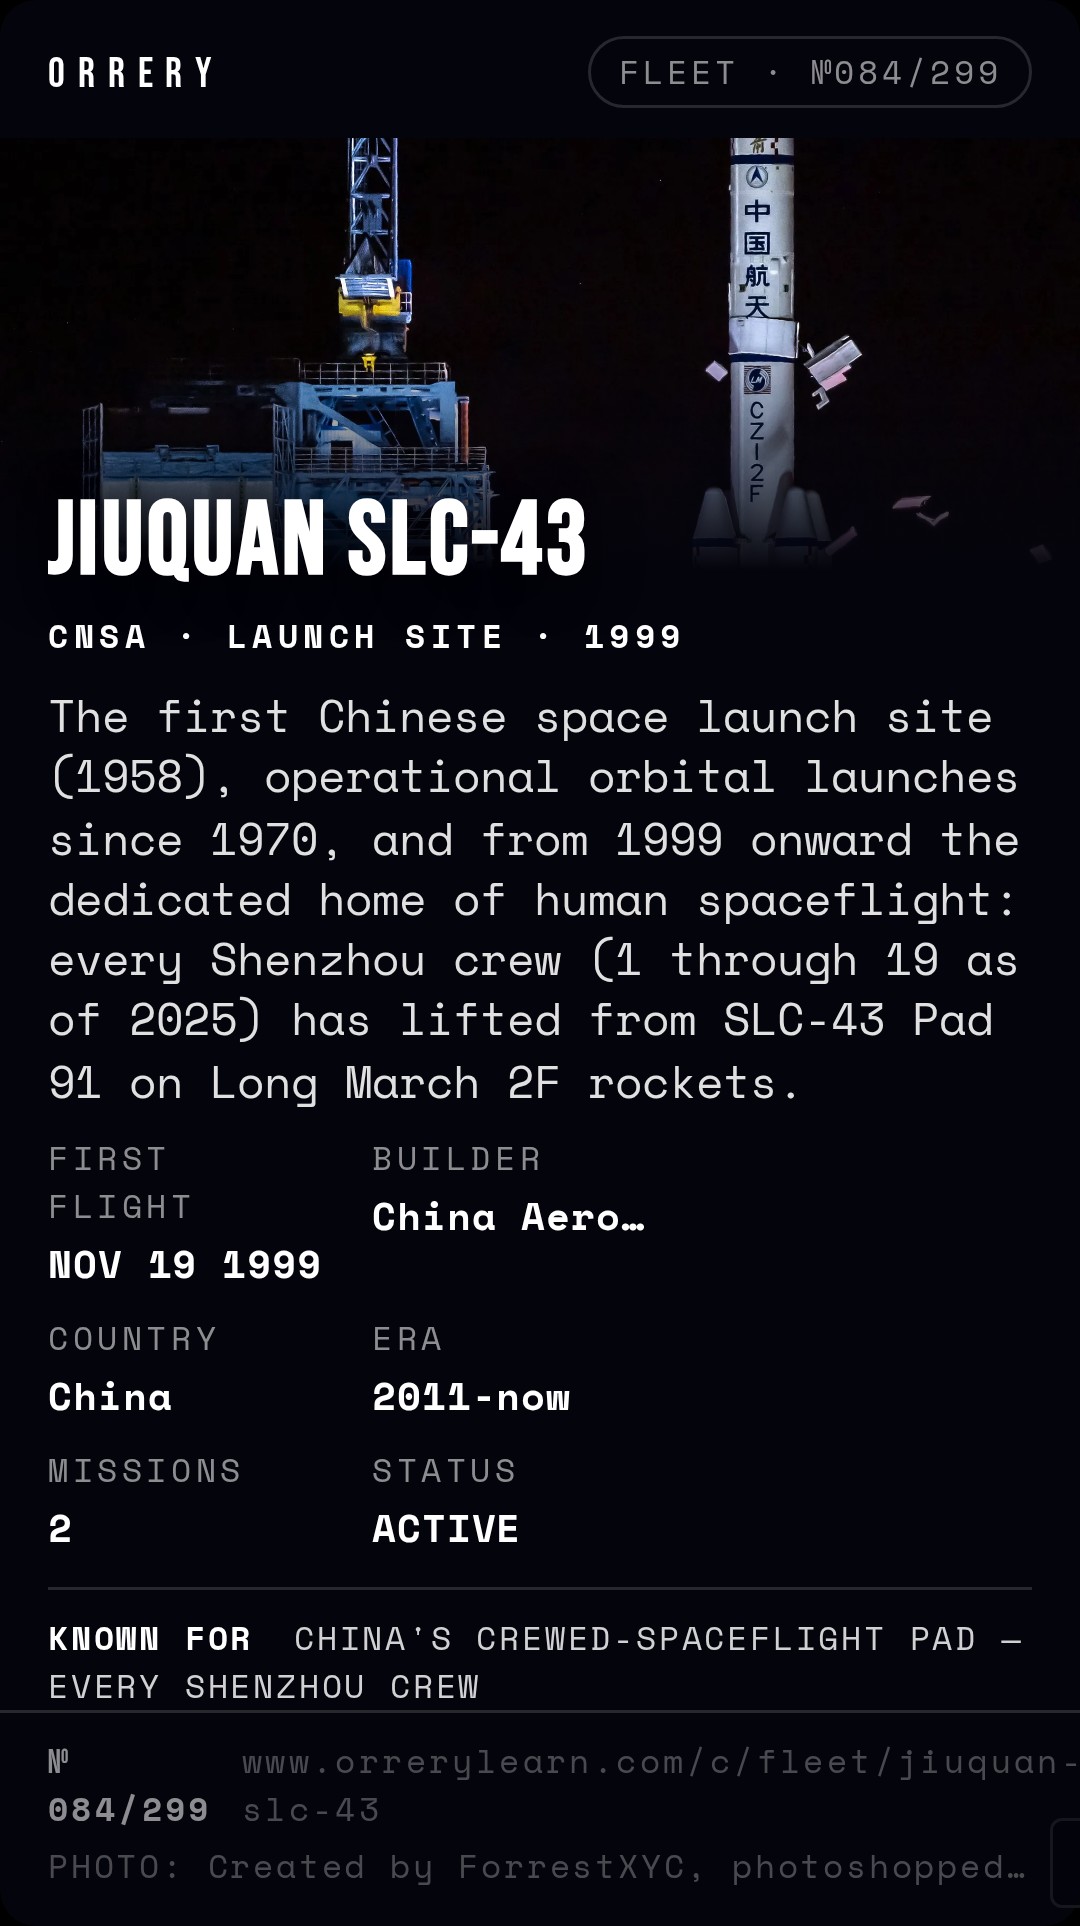 ORRERY
FLEET · №084/299
中
国
航
天
CZ-2F
JIUQUAN SLC-43
CNSA · LAUNCH SITE · 1999
The first Chinese space launch site
(1958), operational orbital launches
since 1970, and from 1999 onward the
dedicated home of human spaceflight:
every Shenzhou crew (1 through 19 as
of 2025) has lifted from SLC-43 Pad
91 on Long March 2F rockets.
FIRST
FLIGHT
NOV 19 1999
BUILDER
China Aero…
COUNTRY
China
ERA
2011-now
MISSIONS
2
STATUS
ACTIVE
KNOWN FOR CHINA'S CREWED-SPACEFLIGHT PAD —
EVERY SHENZHOU CREW
№
084/299
www.orrerylearn.com/c/fleet/jiuquan-
slc-43
PHOTO: Created by ForrestXYC, photoshopped…